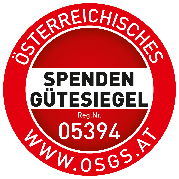 ÖSTERREICHISCHES
SPENDEN
GÜTESIEGEL
Reg.Nr.
05394
WWW.OSGS.AT